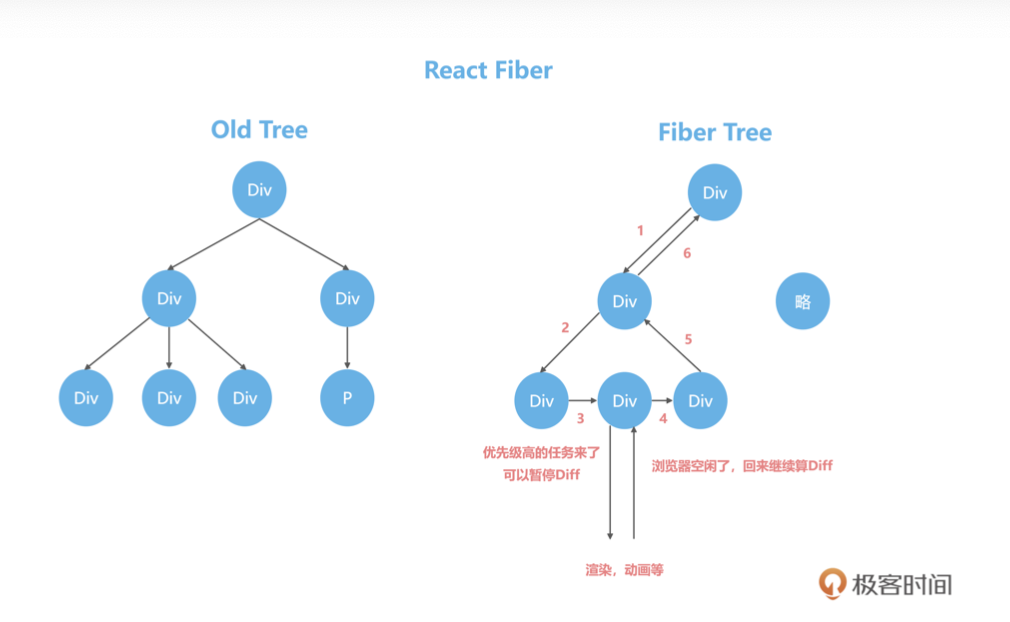 React Fiber
Old Tree
Fiber Tree
Div
Div
1
6
Div
Div
Div
略
2
5
Div
Div
Div
P
Div
Div
Div
3
4
优先级高的任务来了
可以暂停Diff
浏览器空闲了，回来继续算Diff
渲染，动画等
极客时间